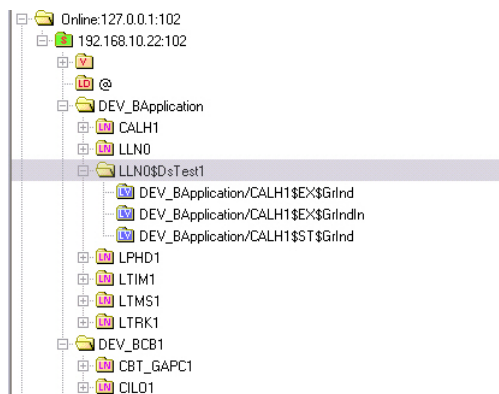 Online:127.0.0.1:102
S 192.168.10.22:102
V
LD @
DEV_BApplication
LN CALH1
LN LLN0
LLN0$DsTest1
LV DEV_BApplication/CALH1$EX$GrInd
LV DEV_BApplication/CALH1$EX$GrIndIn
LV DEV_BApplication/CALH1$ST$GrInd
LN LPHD1
LN LTIM1
LN LTMS1
LN LTRK1
DEV_BCB1
LN CBT_GAPC1
LN CILO1